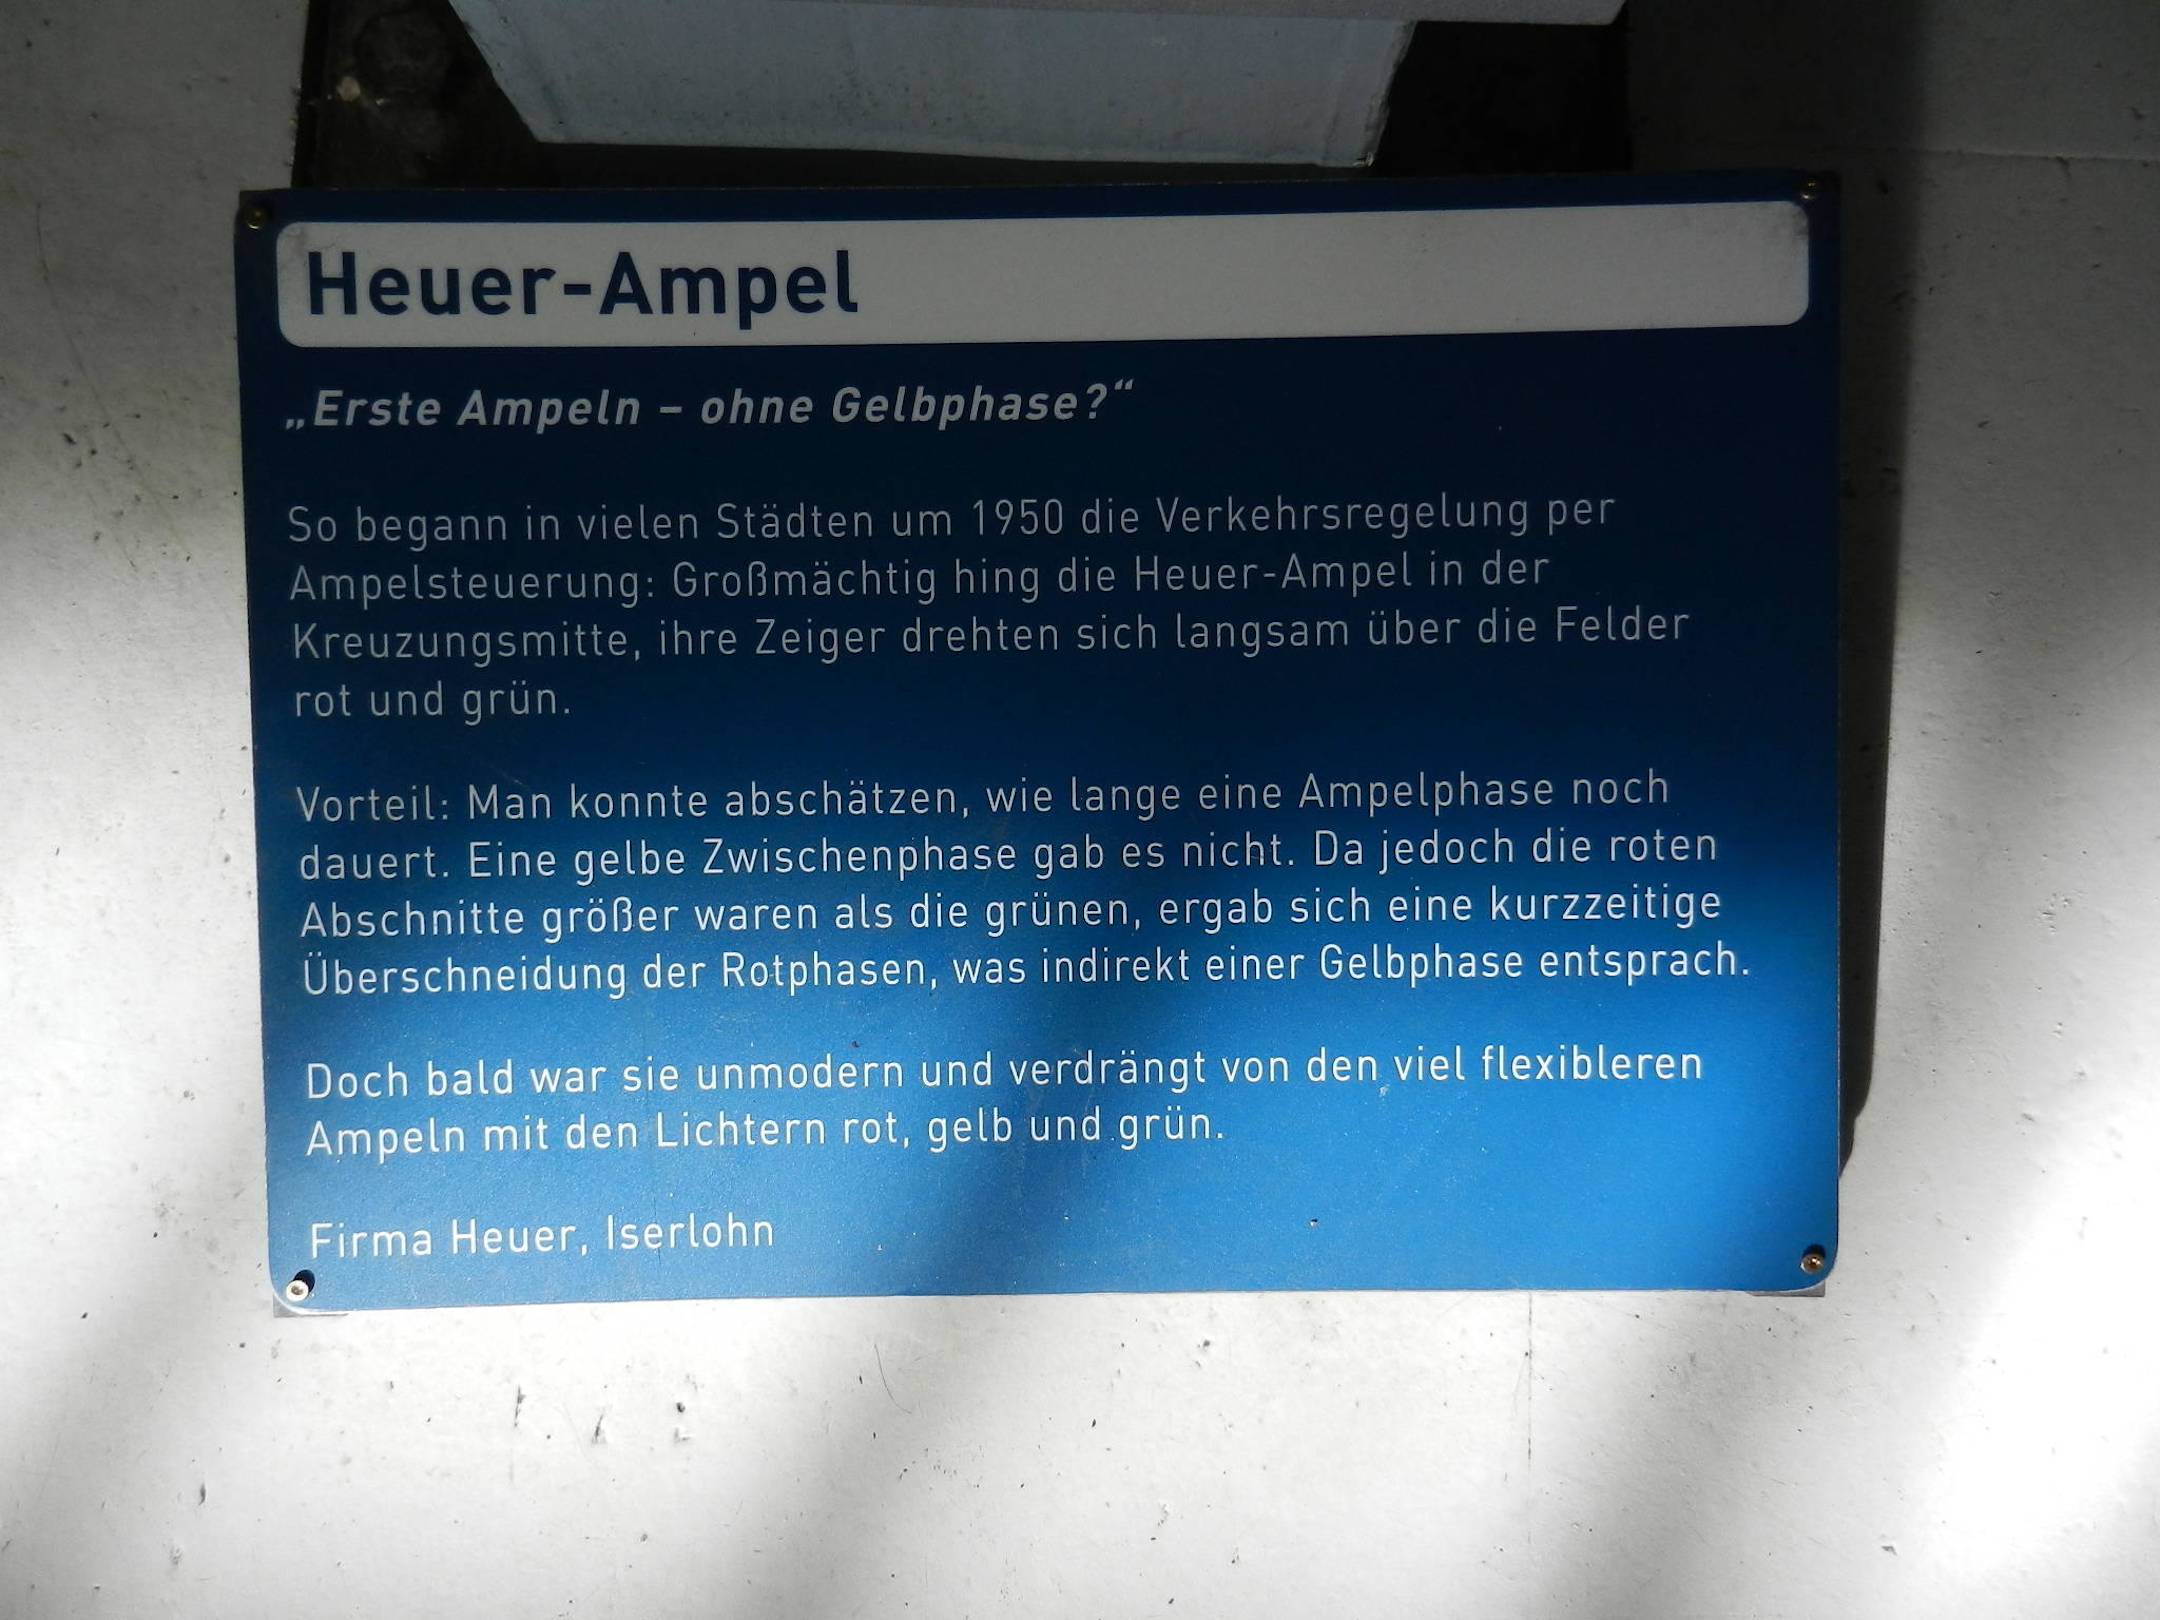 Heuer-Ampel
„Erste Ampeln – ohne Gelbphase?“
So begann in vielen Städten um 1950 die Verkehrsregelung per
Ampelsteuerung: Großmächtig hing die Heuer-Ampel in der
Kreuzungsmitte, ihre Zeiger drehten sich langsam über die Felder
rot und grün.
Vorteil: Man konnte abschätzen, wie lange eine Ampelphase noch
dauert. Eine gelbe Zwischenphase gab es nicht. Da jedoch die roten
Abschnitte größer waren als die grünen, ergab sich eine kurzzeitige
Überschneidung der Rotphasen, was indirekt einer Gelbphase entsprach.
Doch bald war sie unmodern und verdrängt von den viel flexibleren
Ampeln mit den Lichtern rot, gelb und grün.
Firma Heuer, Iserlohn